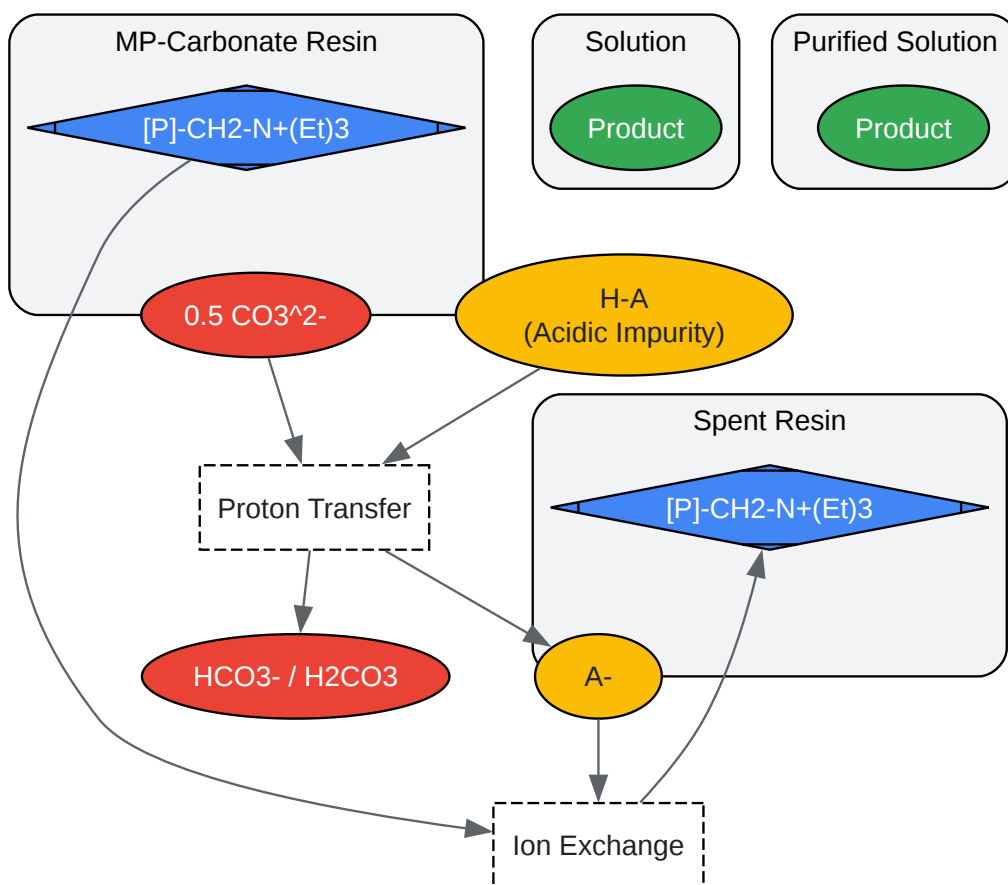 MP-Carbonate Resin
Solution
Purified Solution
[P]-CH2-N+(Et)3
Product
Product
0.5 CO3^2-
H-A
(Acidic Impurity)
Spent Resin
Proton Transfer
[P]-CH2-N+(Et)3
HCO3- / H2CO3
A-
Ion Exchange